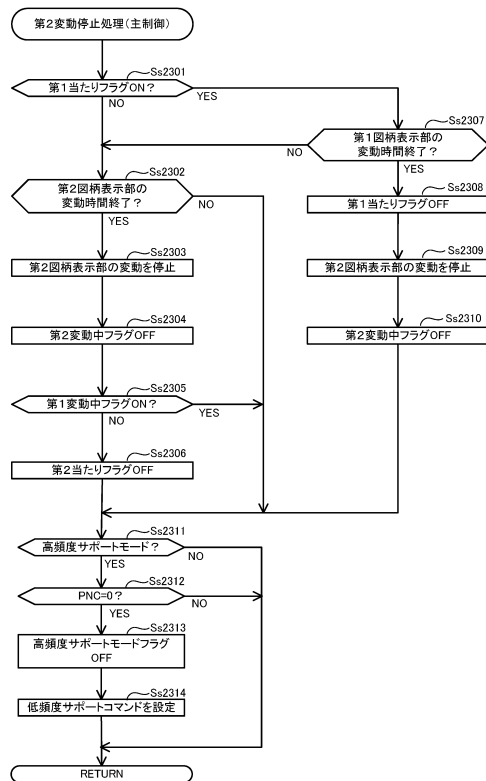 第2変動停止処理(主制御)
Ss2301
第1当たりフラグON?
YES
NO
Ss2307
第1図柄表示部の
変動時間終了?
NO
YES
Ss2302
第2図柄表示部の
変動時間終了?
NO
YES
Ss2308
第1当たりフラグOFF
Ss2303
第2図柄表示部の変動を停止
Ss2309
第2図柄表示部の変動を停止
Ss2304
第2変動中フラグOFF
Ss2310
第2変動中フラグOFF
Ss2305
第1変動中フラグON?
YES
NO
Ss2306
第2当たりフラグOFF
Ss2311
高頻度サポートモード?
NO
YES
Ss2312
PNC=0?
NO
YES
Ss2313
高頻度サポートモードフラグ
OFF
Ss2314
低頻度サポートコマンドを設定
RETURN